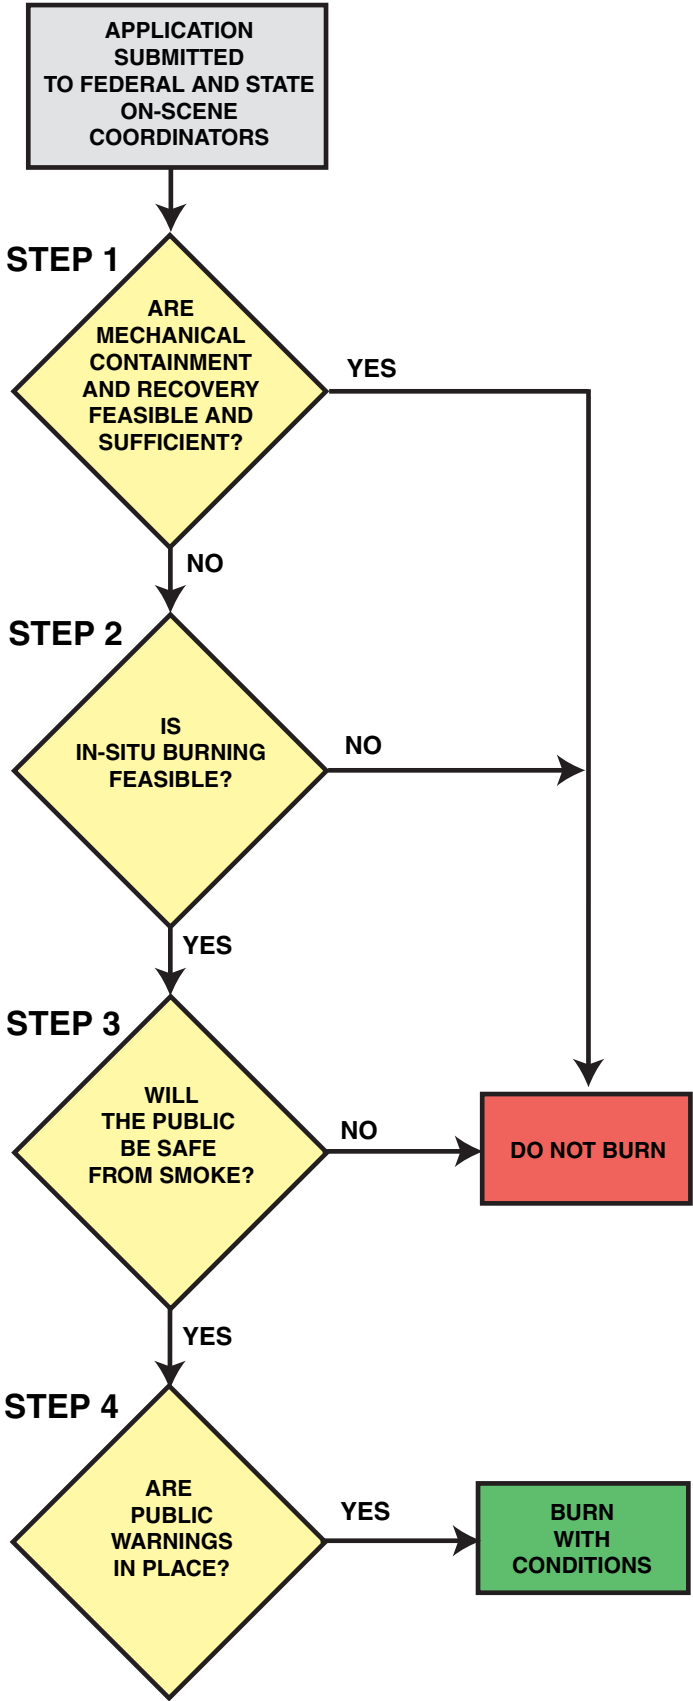 APPLICATION
SUBMITTED
TO FEDERAL AND STATE
ON-SCENE
COORDINATORS
STEP 1
ARE
MECHANICAL
CONTAINMENT
AND RECOVERY
FEASIBLE AND
SUFFICIENT?
YES
NO
STEP 2
IS
IN-SITU BURNING
FEASIBLE?
NO
YES
STEP 3
WILL
THE PUBLIC
BE SAFE
FROM SMOKE?
NO
DO NOT BURN
YES
STEP 4
ARE
PUBLIC
WARNINGS
IN PLACE?
YES
BURN
WITH
CONDITIONS